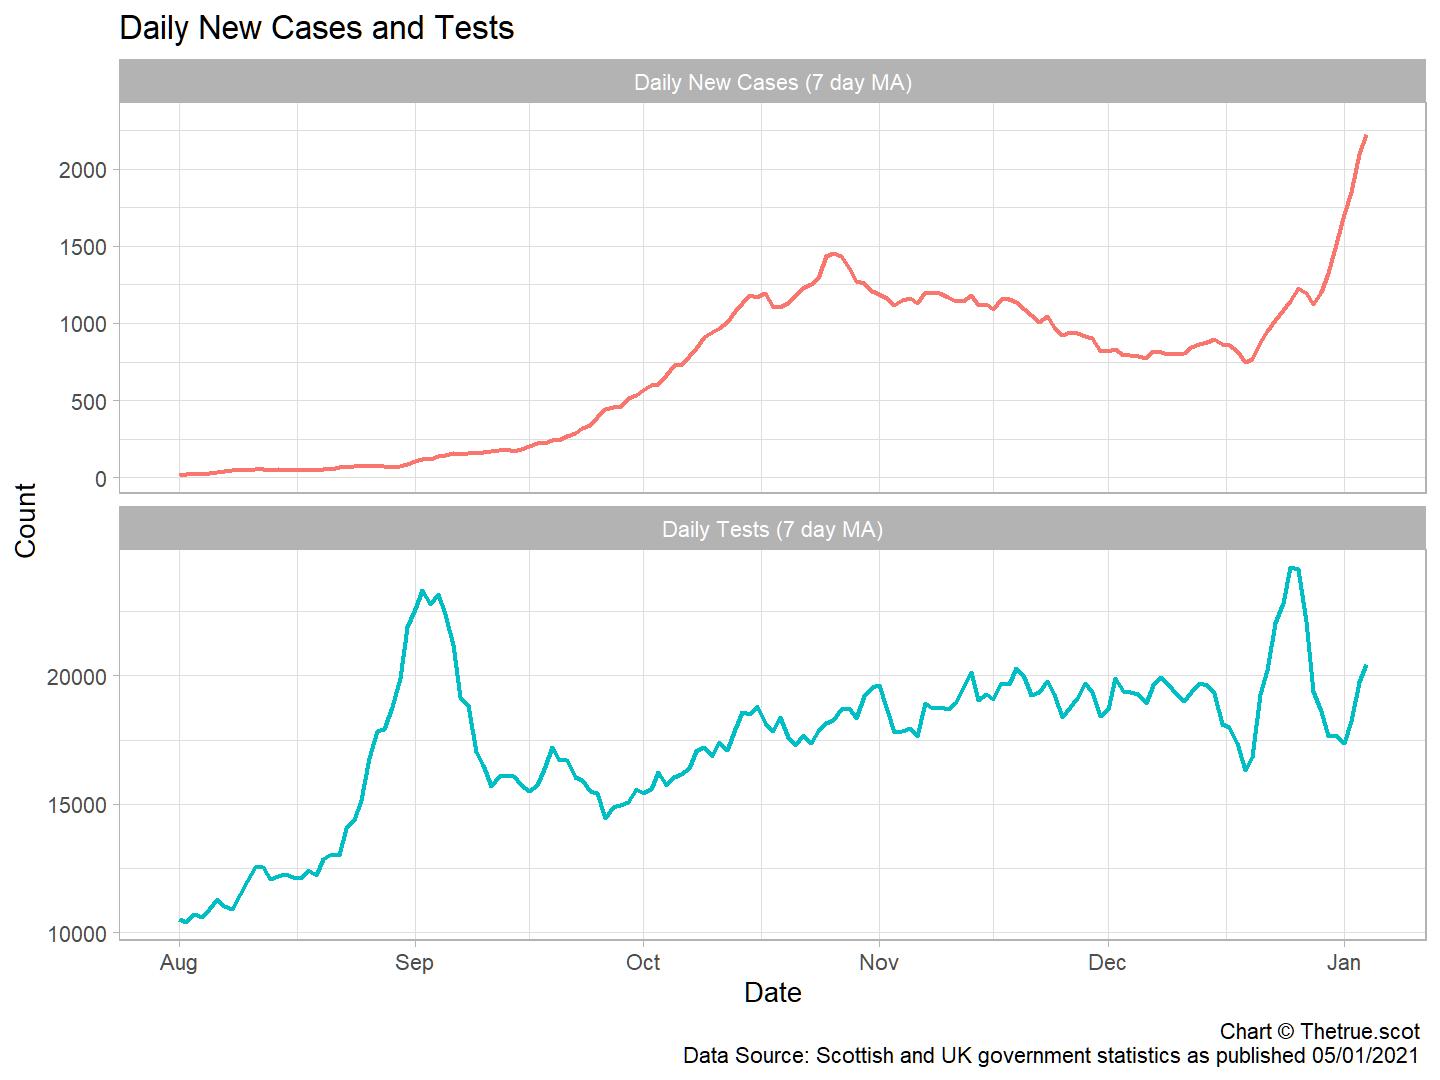 Daily New Cases and Tests
Daily New Cases (7 day MA)
2000
1500
1000
500
0
Count
Daily Tests (7 day MA)
20000
15000
10000
Aug Sep Oct Nov Dec Jan
Date
Chart © Thetrue.scot
Data Source: Scottish and UK government statistics as published 05/01/2021